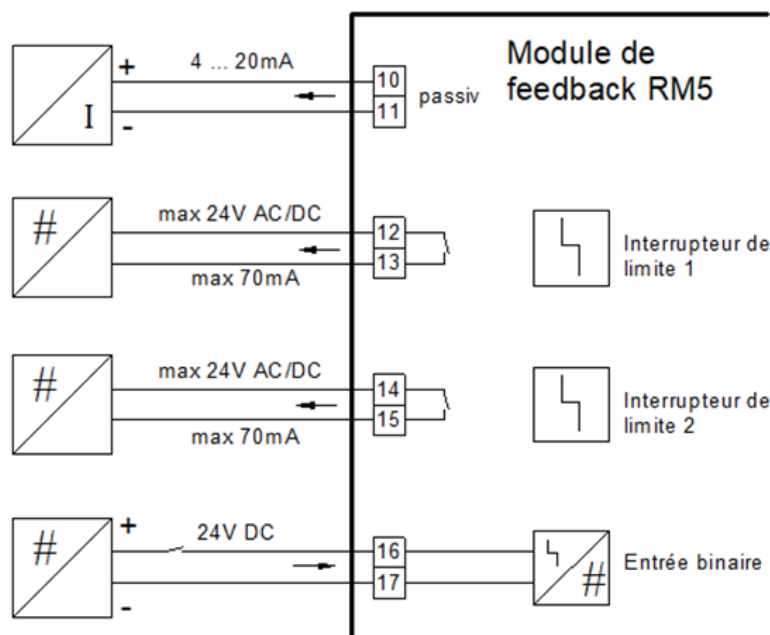 Module de
feedback RM5
+
4 ... 20mA
I
-
10
11
passiv
#
max 24V AC/DC
max 70mA
12
13
Interrupteur de
limite 1
#
max 24V AC/DC
max 70mA
14
15
Interrupteur de
limite 2
#
+
24V DC
-
16
17
#
Entrée binaire